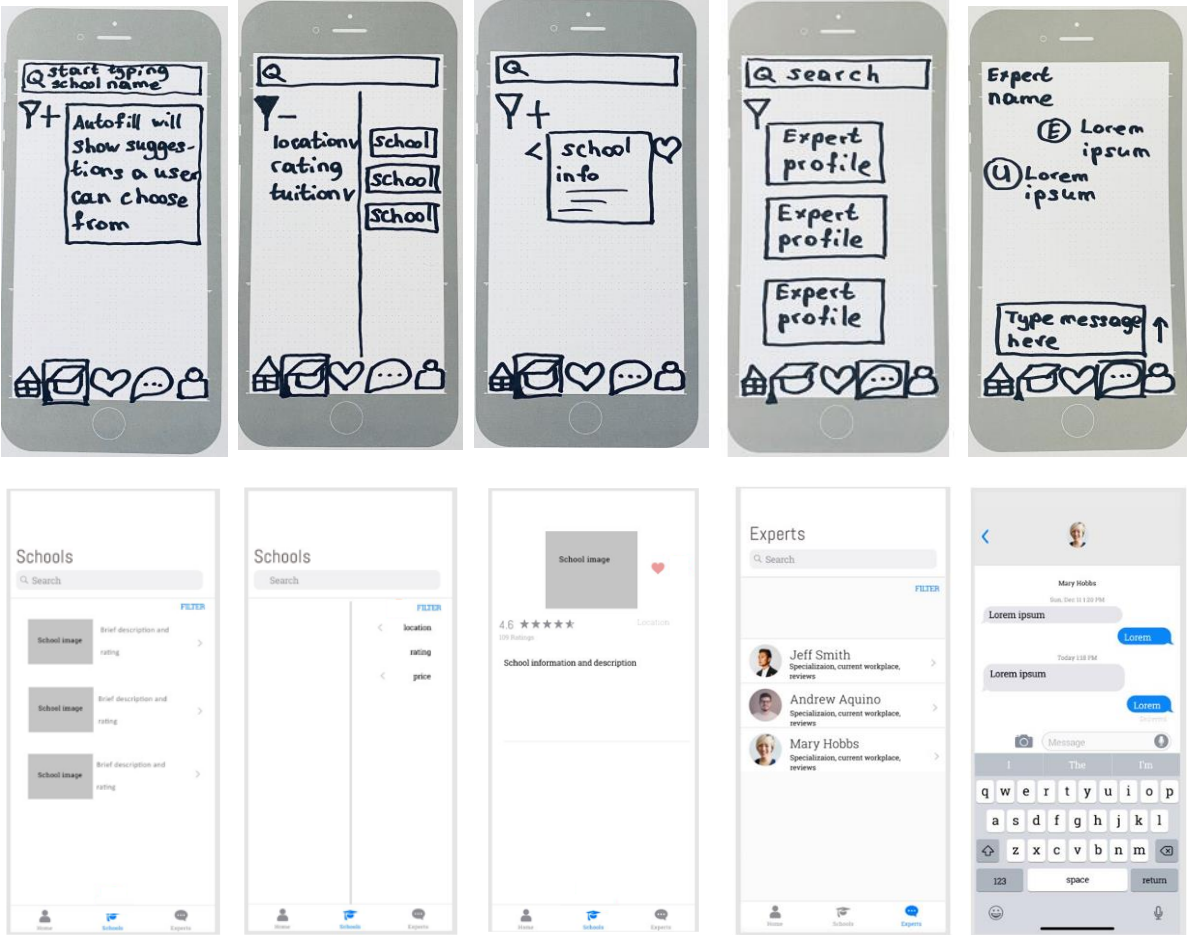 start typing
school name
Autofill will
show sugges-
tions a user
can choose
from
location
rating
tuition
school
school
school
school
info
search
Expert
profile
Expert
profile
Expert
profile
Expert
name
E Lorem
ipsum
U Lorem
ipsum
Type message
here
Schools
Search
FILTER
School image
Brief description and
rating
School image
Brief description and
rating
School image
Brief description and
rating
Home
Schools
Experts
Schools
Search
FILTER
location
rating
price
Home
Schools
Experts
School image
4.6
Location
109 Ratings
School information and description
Home
Schools
Experts
Experts
Search
FILTER
Jeff Smith
Specializaion, current workplace,
reviews
Andrew Aquino
Specializaion, current workplace,
reviews
Mary Hobbs
Specializaion, current workplace,
reviews
Home
Schools
Experts
Mary Hobbs
Lorem ipsum
Lorem
Today 1:18 PM
Lorem ipsum
Lorem
Message
I The I'm
q w e r t y u i o p
a s d f g h j k l
z x c v b n m
123 space return